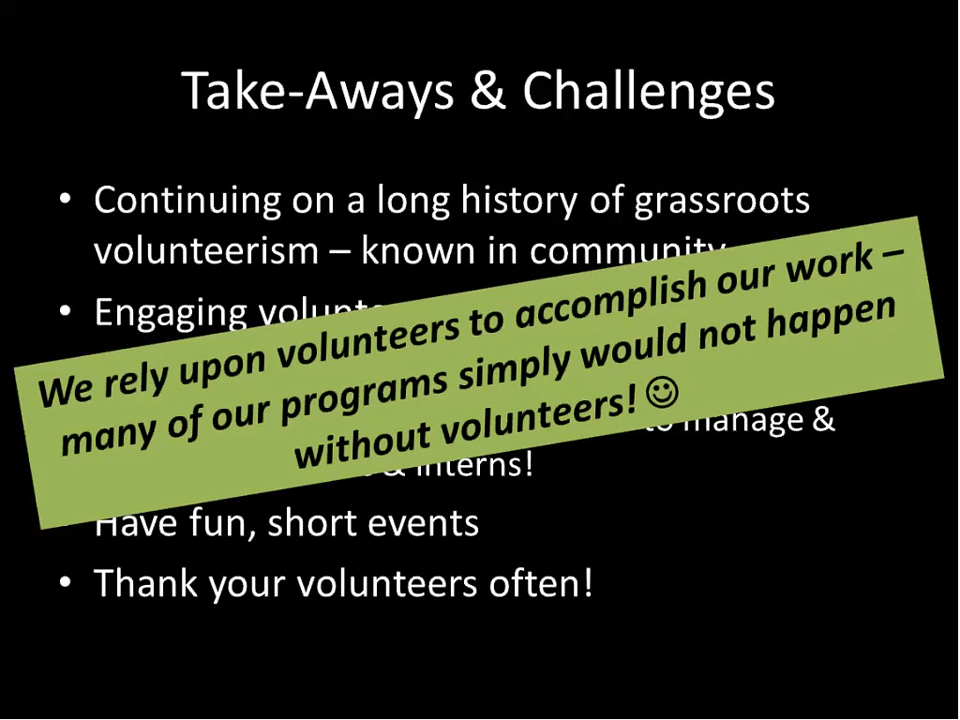 Take-Aways & Challenges
• Continuing on a long history of grassroots
volunteerism – known in community
• Engaging
We rely upon volunteers to accomplish our work –
many of our programs simply would not happen
without volunteers! ☺
to manage &
& interns!
• Have fun, short events
• Thank your volunteers often!